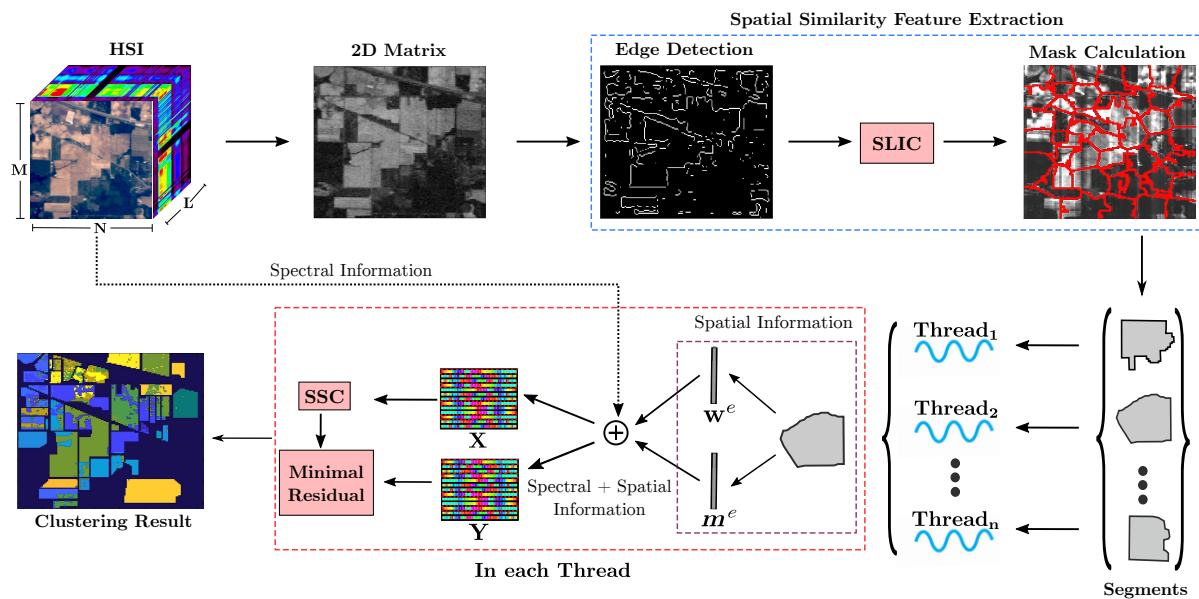 Spatial Similarity Feature Extraction
HSI
2D Matrix
Edge Detection
Mask Calculation
M
N
L
SLIC
Spectral Information
Spatial Information
Thread₁
Thread₂
Threadₙ
Segments
wᵉ
mᵉ
+
X
Y
SSC
Minimal
Residual
Spectral + Spatial
Information
In each Thread
Clustering Result